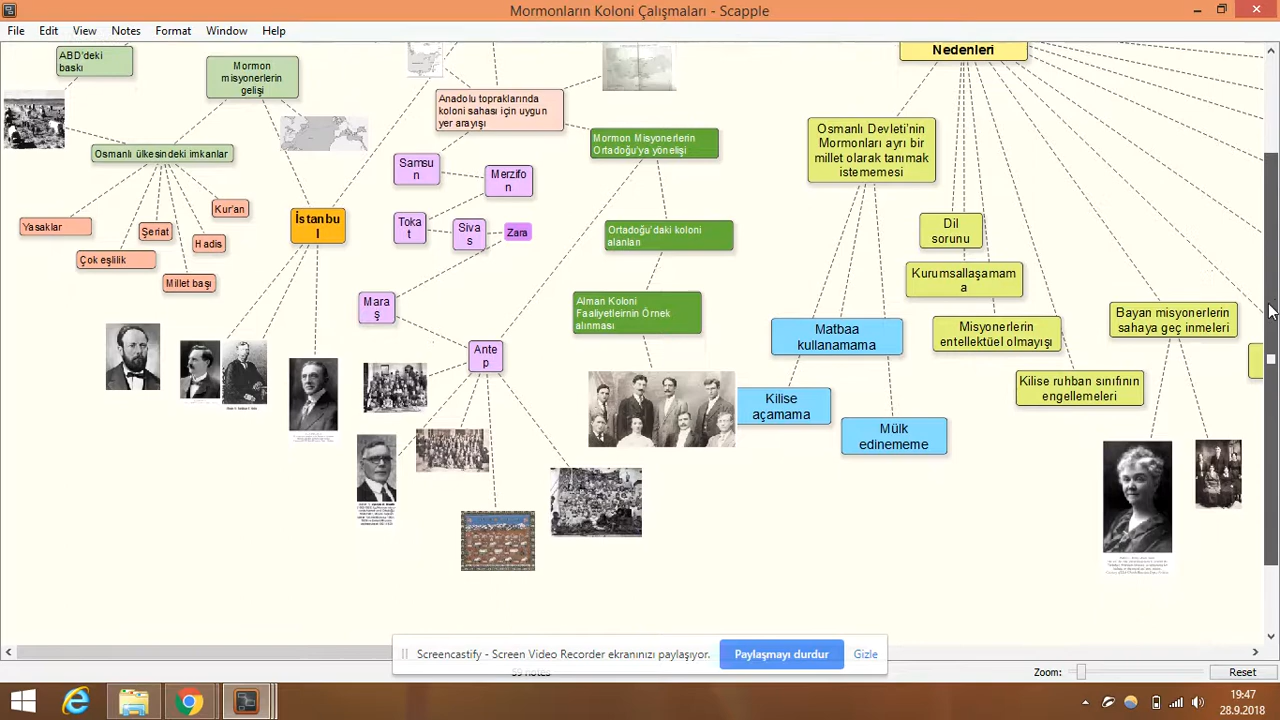 Mormonların Koloni Çalışmaları - Scapple
File Edit View Notes Format Window Help
ABD'deki
baskı
Mormon
misyonerlerin
gelişi
Osmanlı ülkesindeki imkanlar
Yasaklar
Çok eşlilik
Şeriat
Millet başı
Hadis
Kur'an
İstanbu
l
Anadolu topraklarında
koloni sahası için uygun
yer arayışı
Samsu
n
Merzifo
n
Toka
t
Siva
s
Zara
Mara
ş
Ante
p
Mormon Misyonerlerin
Ortadoğu'ya yönelişi
Ortadoğu'daki koloni
alanları
Alman Koloni
Faaliyetleirnin Örnek
alınması
Nedenleri
Osmanlı Devleti'nin
Mormonları ayrı bir
millet olarak tanımak
istememesi
Matbaa
kullanamama
Kilise
açamama
Mülk
edinememe
Dil
sorunu
Kurumsallaşamam
a
Misyonerlerin
entellektüel olmayışı
Kilise ruhban sınıfının
engellemeleri
Bayan misyonerlerin
sahaya geç inmeleri
Screencastify - Screen Video Recorder ekranınızı paylaşıyor.
Paylaşmayı durdur
Gizle
59 notes
Zoom:
Reset
19:47
28.9.2018